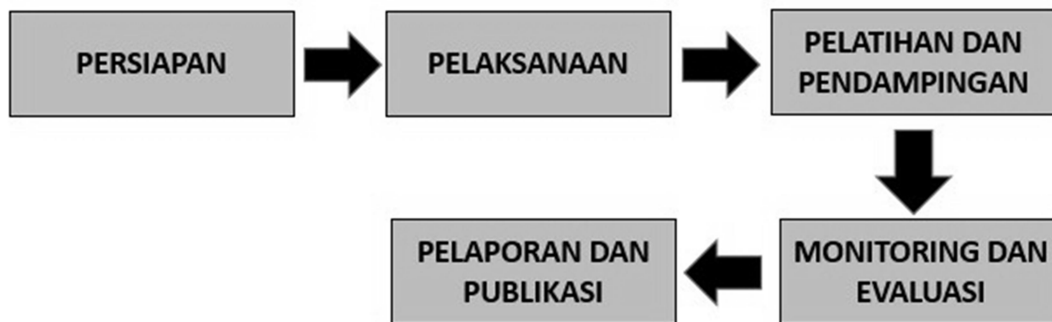 PERSIAPAN
PELAKSANAAN
PELATIHAN DAN
PENDAMPINGAN
MONITORING DAN
EVALUASI
PELAPORAN DAN
PUBLIKASI